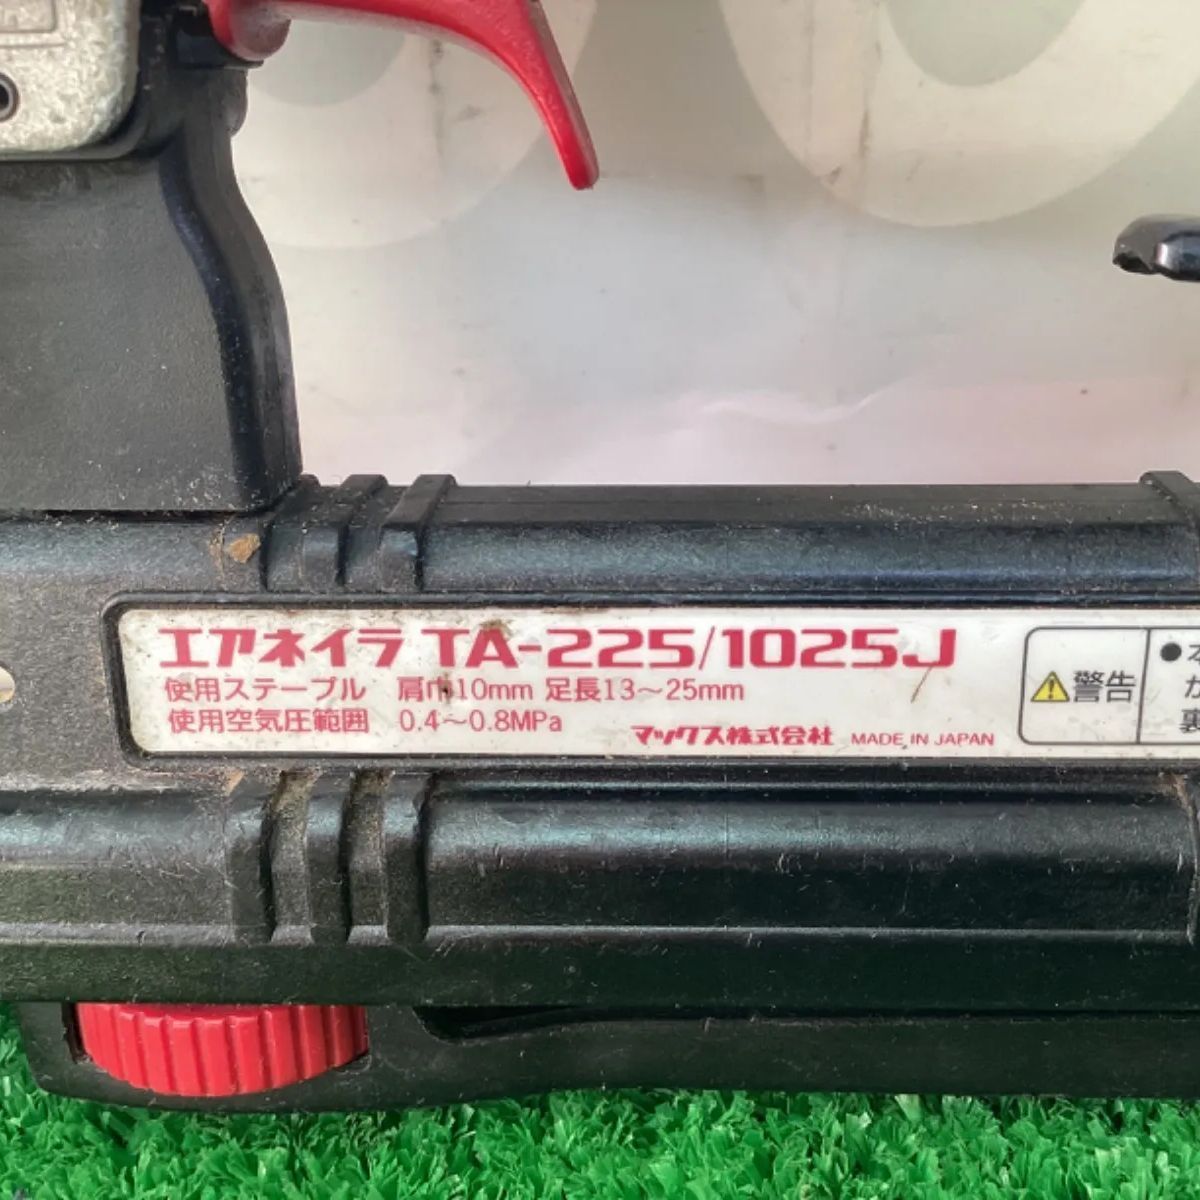 エアネイラ TA-225/1025J
使用ステープル 肩巾10mm 足長13～25mm
使用空気圧範囲 0.4～0.8MPa
マックス株式会社 MADE IN JAPAN
警告